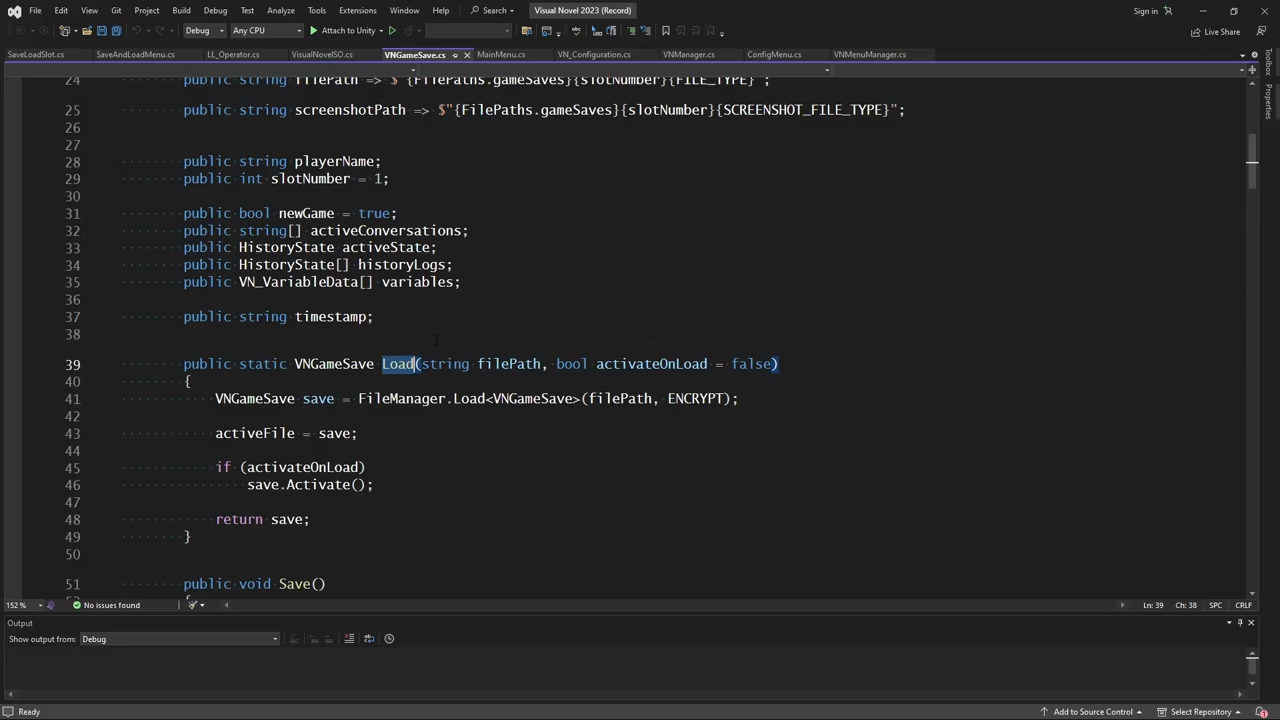 File Edit View Git Project Build Debug Test Analyze Tools Extensions Window Help Search Visual Novel 2023 (Record) Sign in
Debug Any CPU Attach to Unity Live Share
SaveLoadSlot.cs SaveAndLoadMenu.cs LL_Operator.cs VisualNovelSO.cs VNGameSave.cs MainMenu.cs VN_Configuration.cs VNManager.cs ConfigMenu.cs VNMenuManager.cs
Toolbox
Properties
24 public string filePath => $"{FilePaths.gameSaves}{slotNumber}{FILE_TYPE}";
25 public string screenshotPath => $"{FilePaths.gameSaves}{slotNumber}{SCREENSHOT_FILE_TYPE}";
26
27
28 public string playerName;
29 public int slotNumber = 1;
30
31 public bool newGame = true;
32 public string[] activeConversations;
33 public HistoryState activeState;
34 public HistoryState[] historyLogs;
35 public VN_VariableData[] variables;
36
37 public string timestamp;
38
39 public static VNGameSave Load(string filePath, bool activateOnLoad = false)
40 {
41 VNGameSave save = FileManager.Load<VNGameSave>(filePath, ENCRYPT);
42
43 activeFile = save;
44
45 if (activateOnLoad)
46 save.Activate();
47
48 return save;
49 }
50
51 public void Save()
152 % No issues found Ln: 39 Ch: 38 SPC CRLF
Output
Show output from: Debug
Ready Add to Source Control Select Repository 1